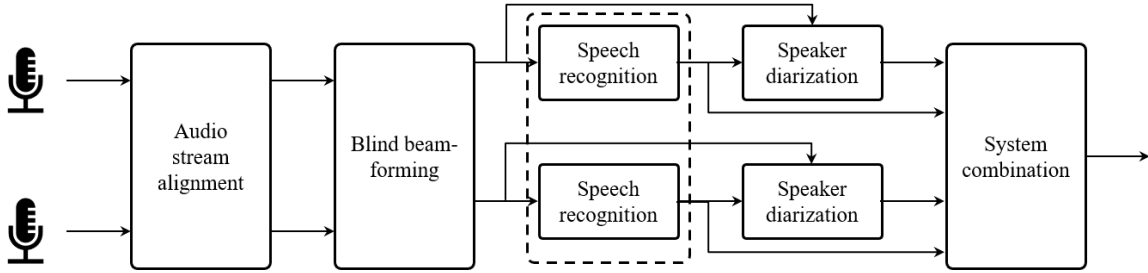 Audio
stream
alignment
Blind beam-
forming
Speech
recognition
Speaker
diarization
Speech
recognition
Speaker
diarization
System
combination